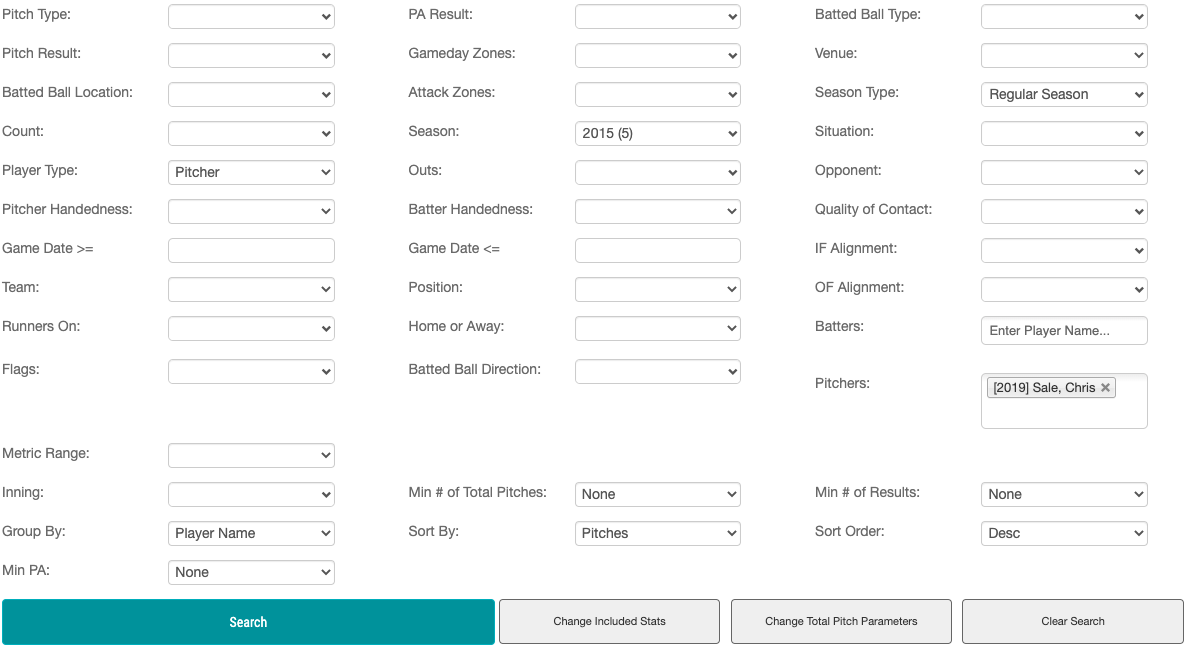 Pitch Type: PA Result: Batted Ball Type:
Pitch Result: Gameday Zones: Venue:
Batted Ball Location: Attack Zones: Season Type: Regular Season
Count: Season: 2015 (5) Situation:
Player Type: Pitcher Outs: Opponent:
Pitcher Handedness: Batter Handedness: Quality of Contact:
Game Date >= Game Date <= IF Alignment:
Team: Position: OF Alignment:
Runners On: Home or Away: Batters: Enter Player Name...
Flags: Batted Ball Direction:
Pitchers: [2019] Sale, Chris ×
Metric Range:
Inning: Min # of Total Pitches: None Min # of Results: None
Group By: Player Name Sort By: Pitches Sort Order: Desc
Min PA: None
Search Change Included Stats Change Total Pitch Parameters Clear Search